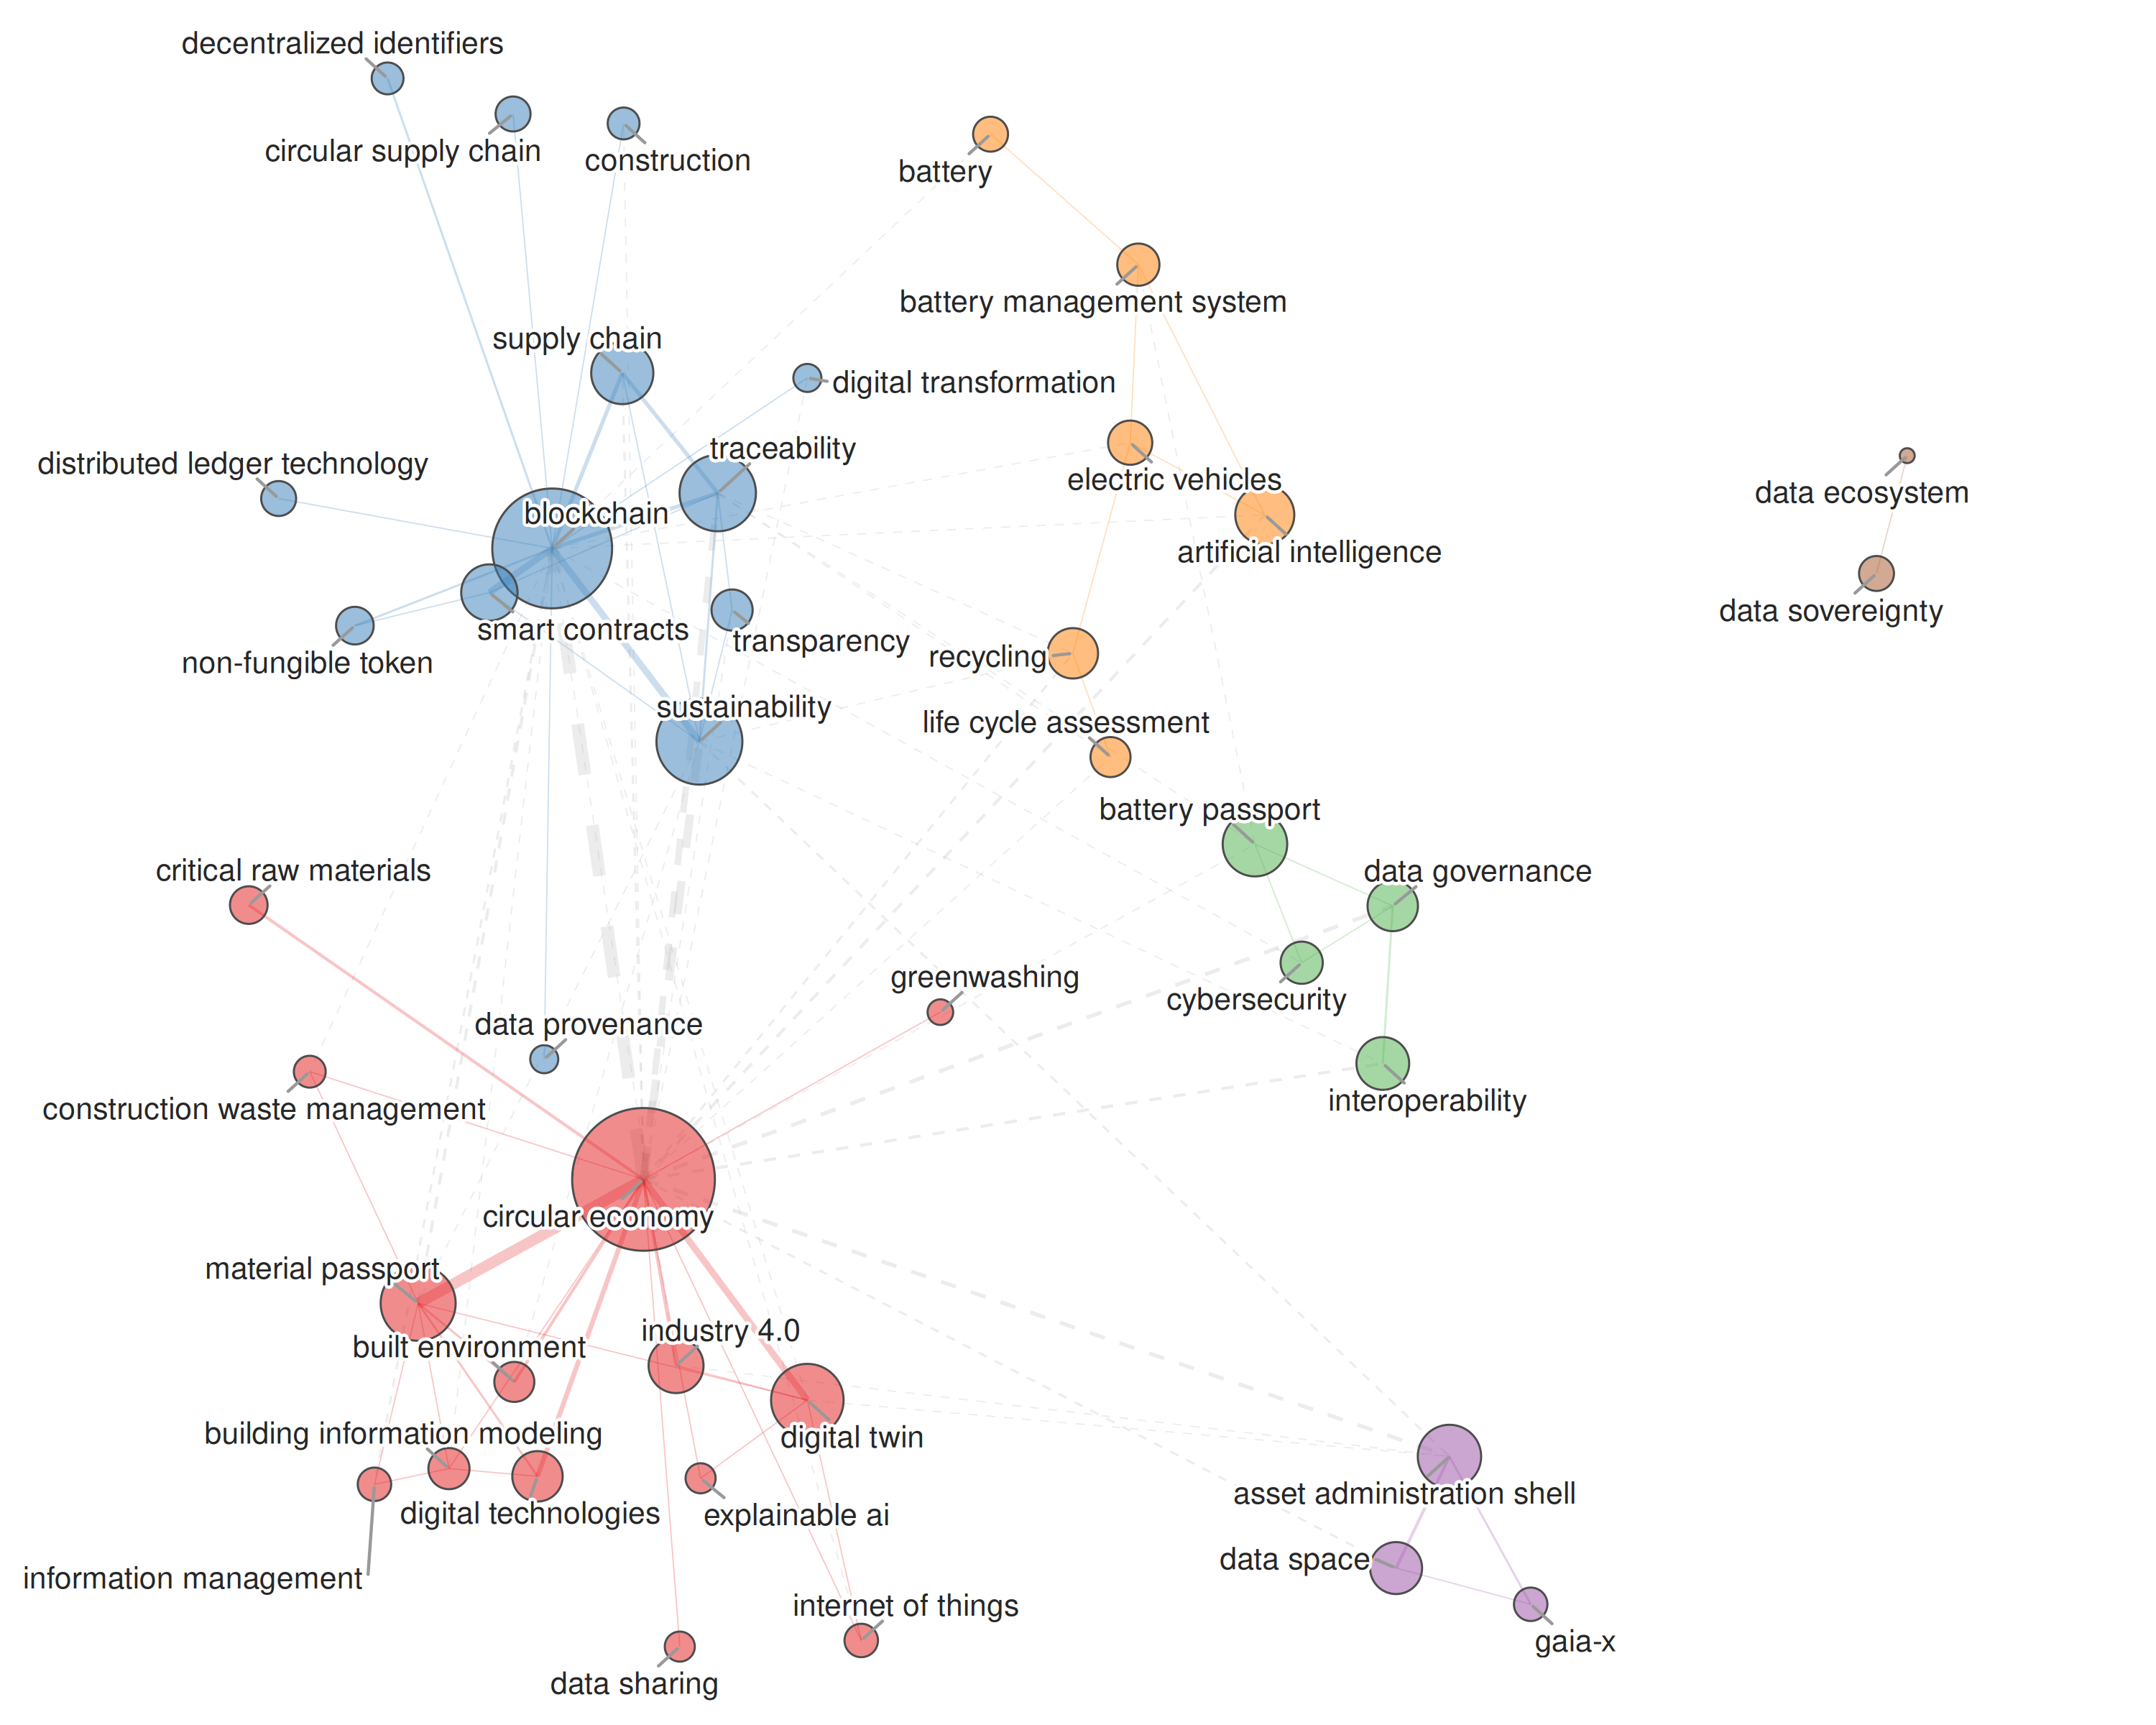 decentralized identifiers
circular supply chain
construction
battery
battery management system
supply chain
digital transformation
traceability
distributed ledger technology
electric vehicles
data ecosystem
blockchain
artificial intelligence
data sovereignty
smart contracts
transparency
non-fungible token
recycling
sustainability
life cycle assessment
battery passport
critical raw materials
data governance
greenwashing
cybersecurity
data provenance
construction waste management
interoperability
circular economy
material passport
industry 4.0
built environment
building information modeling
digital twin
asset administration shell
digital technologies
explainable ai
data space
information management
internet of things
gaia-x
data sharing